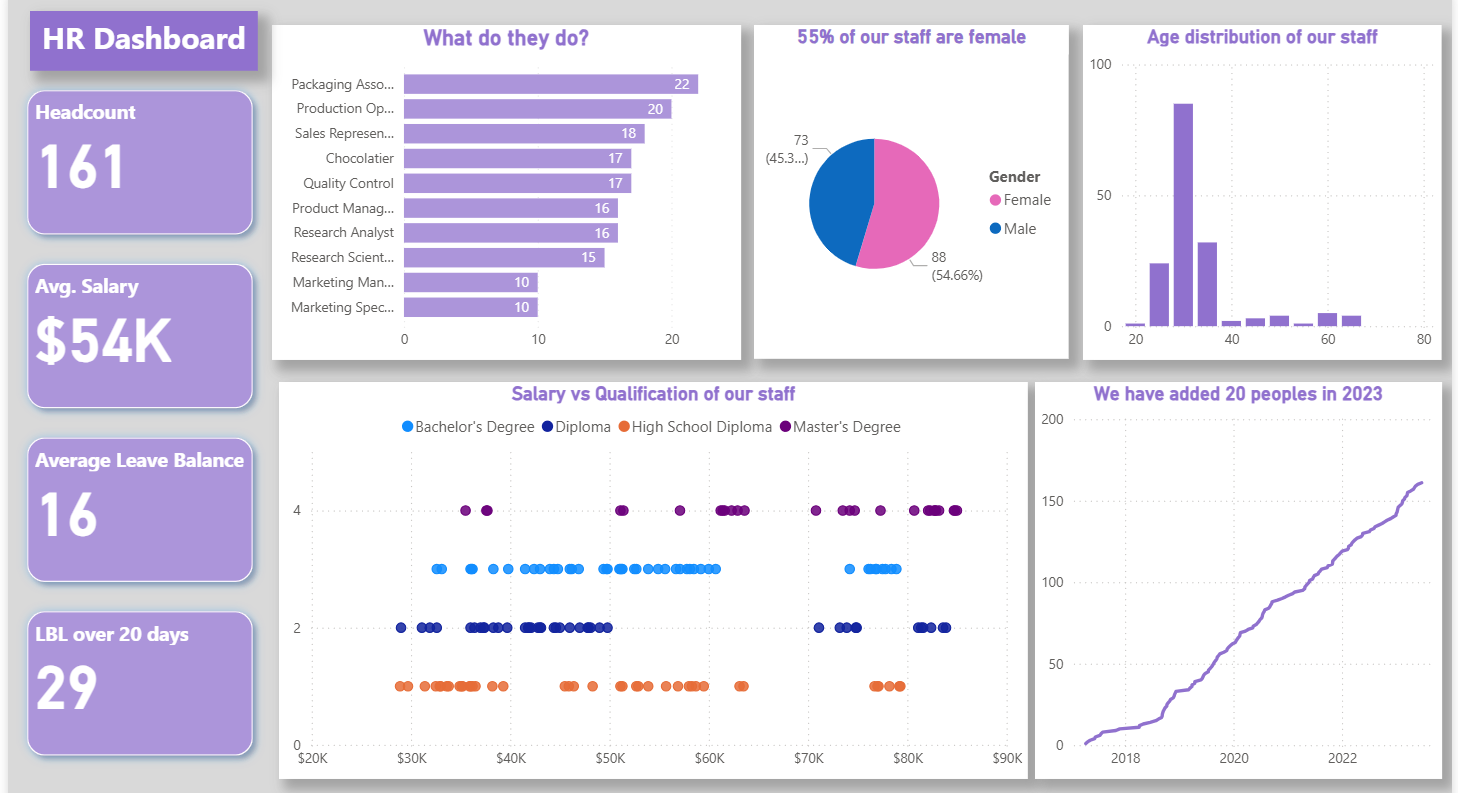 HR Dashboard
Headcount
161
Avg. Salary
$54K
Average Leave Balance
16
LBL over 20 days
29
What do they do?
Packaging Asso... 22
Production Op... 20
Sales Represen... 18
Chocolatier 17
Quality Control 17
Product Manag... 16
Research Analyst 16
Research Scient... 15
Marketing Man... 10
Marketing Spec... 10
0 10 20
55% of our staff are female
73
(45.3...)
88
(54.66%)
Gender
Female
Male
Age distribution of our staff
100
50
0
20 40 60 80
Salary vs Qualification of our staff
Bachelor's Degree Diploma High School Diploma Master's Degree
4
2
0
$20K $30K $40K $50K $60K $70K $80K $90K
We have added 20 peoples in 2023
200
150
100
50
0
2018 2020 2022